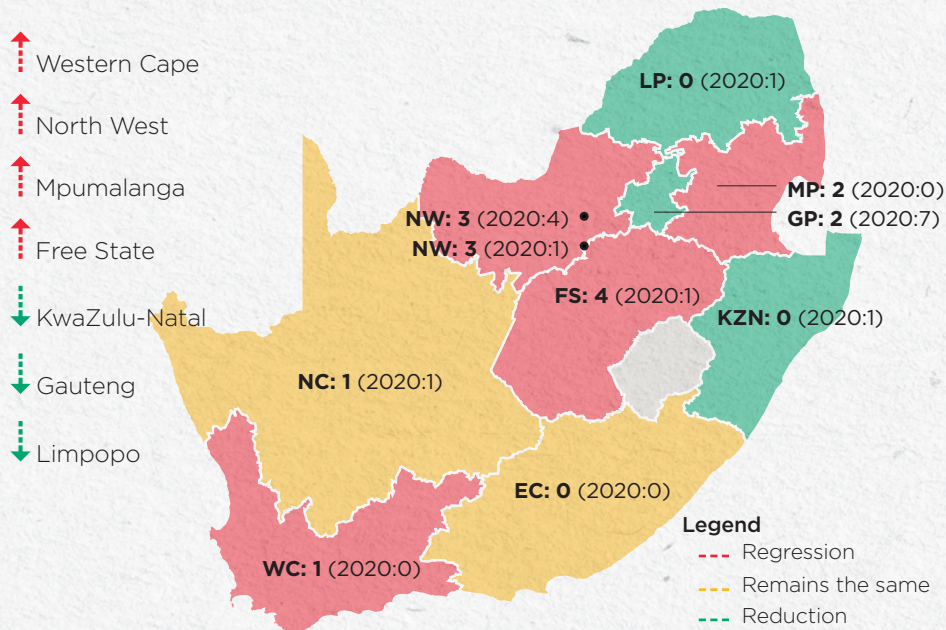 Western Cape
North West
Mpumalanga
Free State
KwaZulu-Natal
Gauteng
Limpopo
LP: 0 (2020:1)
MP: 2 (2020:0)
GP: 2 (2020:7)
NW: 3 (2020:4)
NW: 3 (2020:1)
FS: 4 (2020:1)
KZN: 0 (2020:1)
NC: 1 (2020:1)
EC: 0 (2020:0)
WC: 1 (2020:0)
Legend
Regression
Remains the same
Reduction